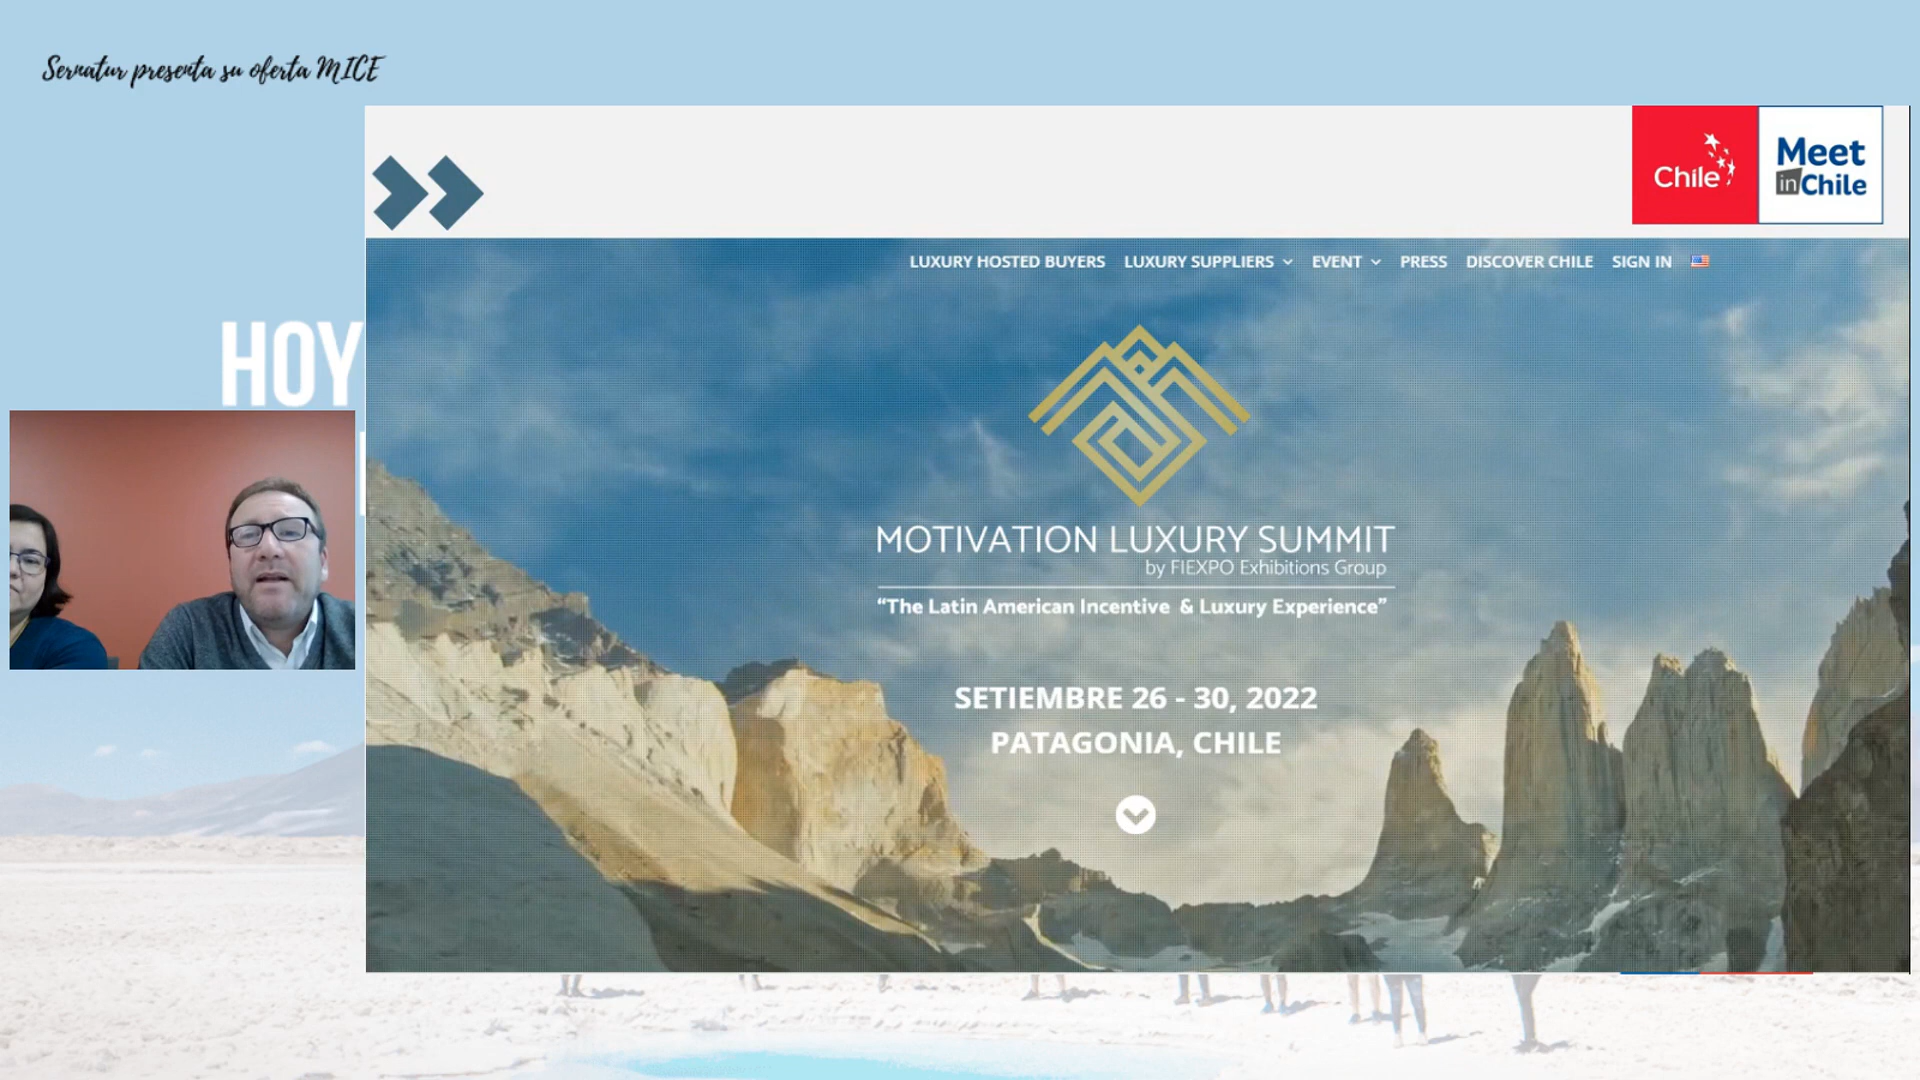 Sernatur presenta su oferta MICE
Chile
Meet
in Chile
LUXURY HOSTED BUYERS LUXURY SUPPLIERS EVENT PRESS DISCOVER CHILE SIGN IN
HOY
MOTIVATION LUXURY SUMMIT
by FIEXPO Exhibitions Group
“The Latin American Incentive & Luxury Experience”
SETIEMBRE 26 - 30, 2022
PATAGONIA, CHILE